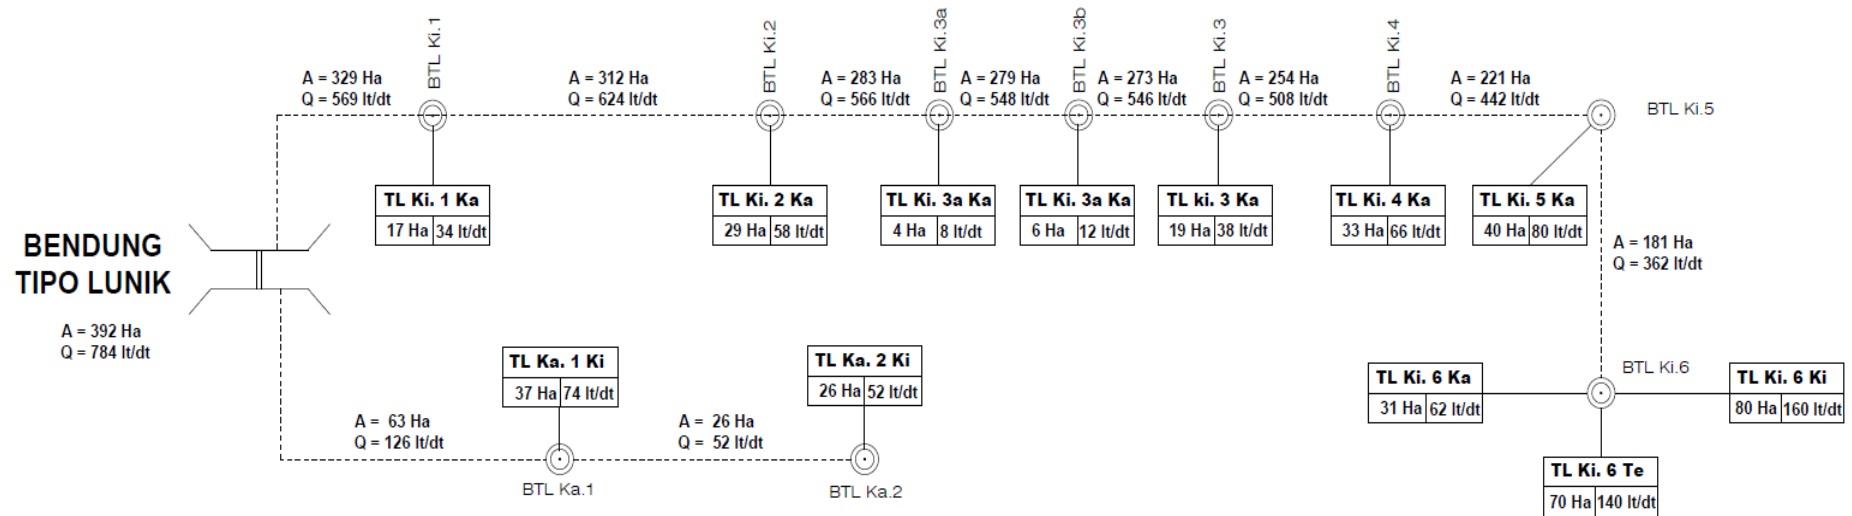 BTL Ki.1
BTL Ki.2
BTL Ki.3a
BTL Ki.3b
BTL Ki.3
BTL Ki.4
A = 329 Ha
Q = 569 lt/dt
A = 312 Ha
Q = 624 lt/dt
A = 283 Ha
Q = 566 lt/dt
A = 279 Ha
Q = 548 lt/dt
A = 273 Ha
Q = 546 lt/dt
A = 254 Ha
Q = 508 lt/dt
A = 221 Ha
Q = 442 lt/dt
BTL Ki.5
TL Ki. 1 Ka
17 Ha 34 lt/dt
TL Ki. 2 Ka
29 Ha 58 lt/dt
TL Ki. 3a Ka
4 Ha 8 lt/dt
TL Ki. 3a Ka
6 Ha 12 lt/dt
TL ki. 3 Ka
19 Ha 38 lt/dt
TL Ki. 4 Ka
33 Ha 66 lt/dt
TL Ki. 5 Ka
40 Ha 80 lt/dt
BENDUNG
TIPO LUNIK
A = 392 Ha
Q = 784 lt/dt
A = 181 Ha
Q = 362 lt/dt
TL Ka. 1 Ki
37 Ha 74 lt/dt
TL Ka. 2 Ki
26 Ha 52 lt/dt
BTL Ki.6
TL Ki. 6 Ka
31 Ha 62 lt/dt
TL Ki. 6 Ki
80 Ha 160 lt/dt
A = 63 Ha
Q = 126 lt/dt
A = 26 Ha
Q = 52 lt/dt
BTL Ka.1
BTL Ka.2
TL Ki. 6 Te
70 Ha 140 lt/dt